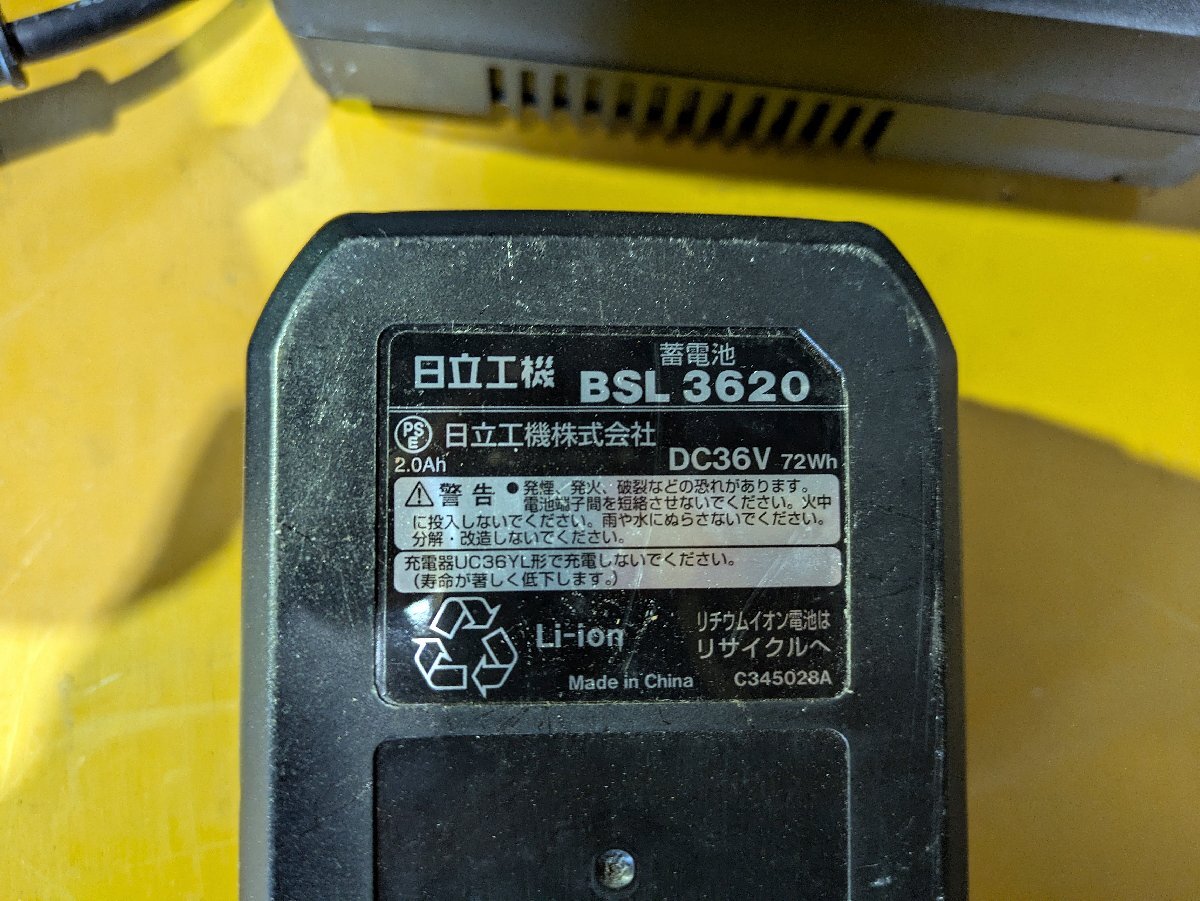 蓄電池
日立工機 BSL 3620
PS E 日立工機株式会社
2.0Ah DC36V 72Wh
警告 ●発煙、発火、破裂などの恐れがあります。
電池端子間を短絡させないでください。火中
に投入しないでください。雨や水にぬらさないでください。
分解・改造しないでください。
充電器UC36YL形で充電しないでください。
(寿命が著しく低下します。)
Li-ion リチウムイオン電池は
リサイクルへ
Made in China C345028A